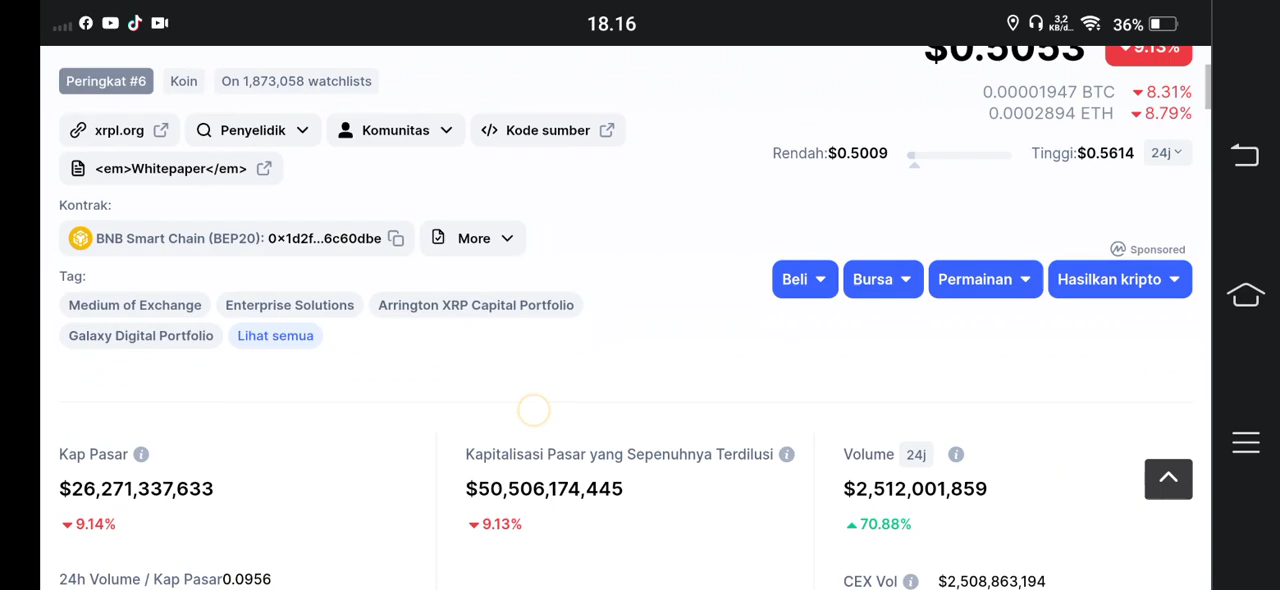 18.16
3,2
KB/d...
36%
$0.5053
9.13%
Peringkat #6
Koin
On 1,873,058 watchlists
0.00001947 BTC
8.31%
0.0002894 ETH
8.79%
xrpl.org
Penyelidik
Komunitas
Kode sumber
Rendah:$0.5009
Tinggi:$0.5614
24j
<em>Whitepaper</em>
Kontrak:
BNB Smart Chain (BEP20): 0x1d2f...6c60dbe
More
Sponsored
Tag:
Beli
Bursa
Permainan
Hasilkan kripto
Medium of Exchange
Enterprise Solutions
Arrington XRP Capital Portfolio
Galaxy Digital Portfolio
Lihat semua
Kap Pasar
Kapitalisasi Pasar yang Sepenuhnya Terdilusi
Volume 24j
$26,271,337,633
$50,506,174,445
$2,512,001,859
9.14%
9.13%
70.88%
24h Volume / Kap Pasar0.0956
CEX Vol
$2,508,863,194